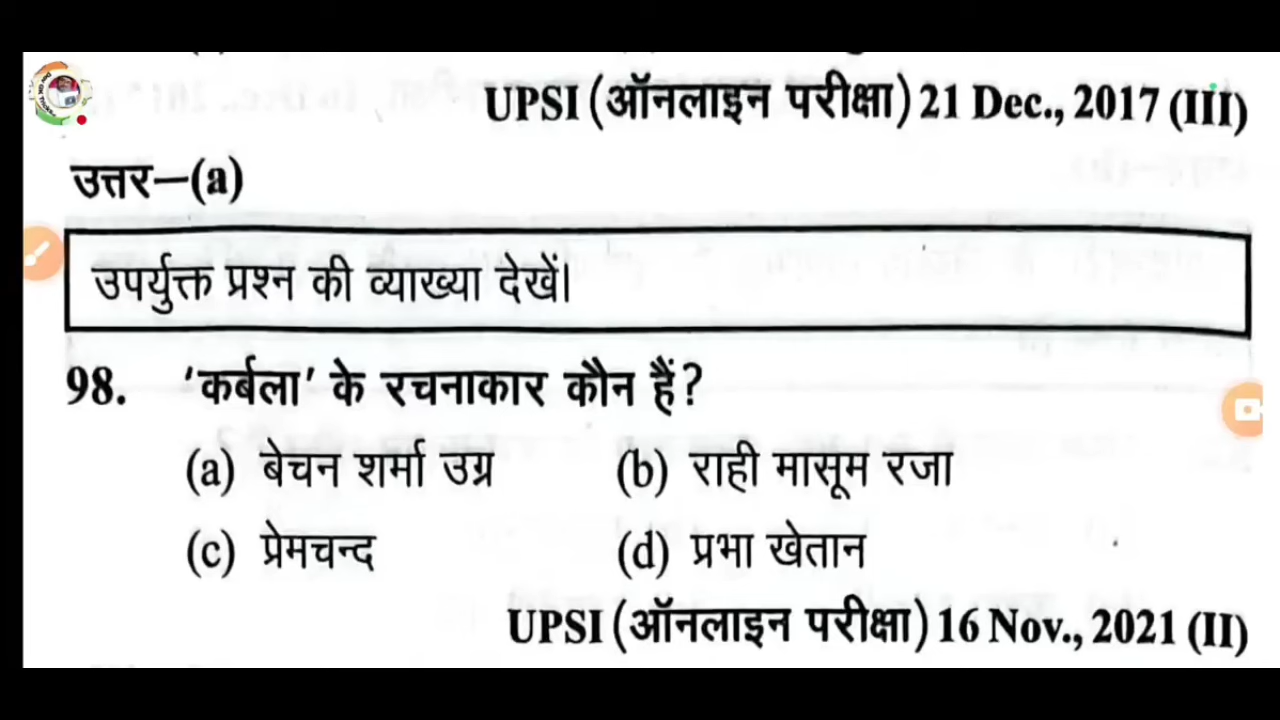 UPSI (ऑनलाइन परीक्षा) 21 Dec., 2017 (III)
उत्तर—(a)
उपर्युक्त प्रश्न की व्याख्या देखें।
98. ‘कर्बला’ के रचनाकार कौन हैं?
(a) बेचन शर्मा उग्र (b) राही मासूम रजा
(c) प्रेमचन्द (d) प्रभा खेतान
UPSI (ऑनलाइन परीक्षा) 16 Nov., 2021 (II)